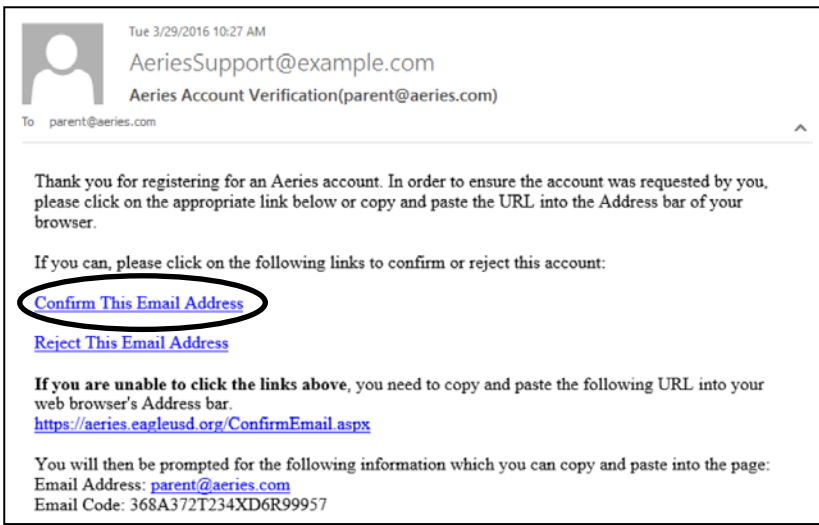 Tue 3/29/2016 10:27 AM
AeriesSupport@example.com
Aeries Account Verification(parent@aeries.com)
To parent@aeries.com
Thank you for registering for an Aeries account. In order to ensure the account was requested by you,
please click on the appropriate link below or copy and paste the URL into the Address bar of your
browser.
If you can, please click on the following links to confirm or reject this account:
Confirm This Email Address
Reject This Email Address
If you are unable to click the links above, you need to copy and paste the following URL into your
web browser's Address bar.
https://aeries.eagleusd.org/ConfirmEmail.aspx
You will then be prompted for the following information which you can copy and paste into the page:
Email Address: parent@aeries.com
Email Code: 368A372T234XD6R99957